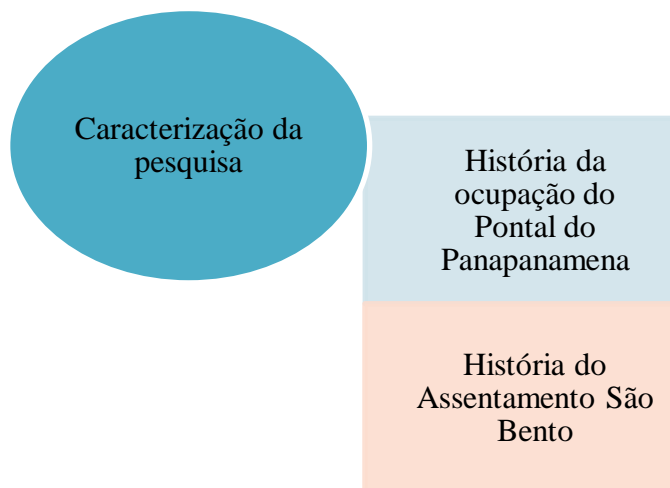 Caracterização da
pesquisa
História da
ocupação do
Pontal do
Panapanamena
História do
Assentamento São
Bento